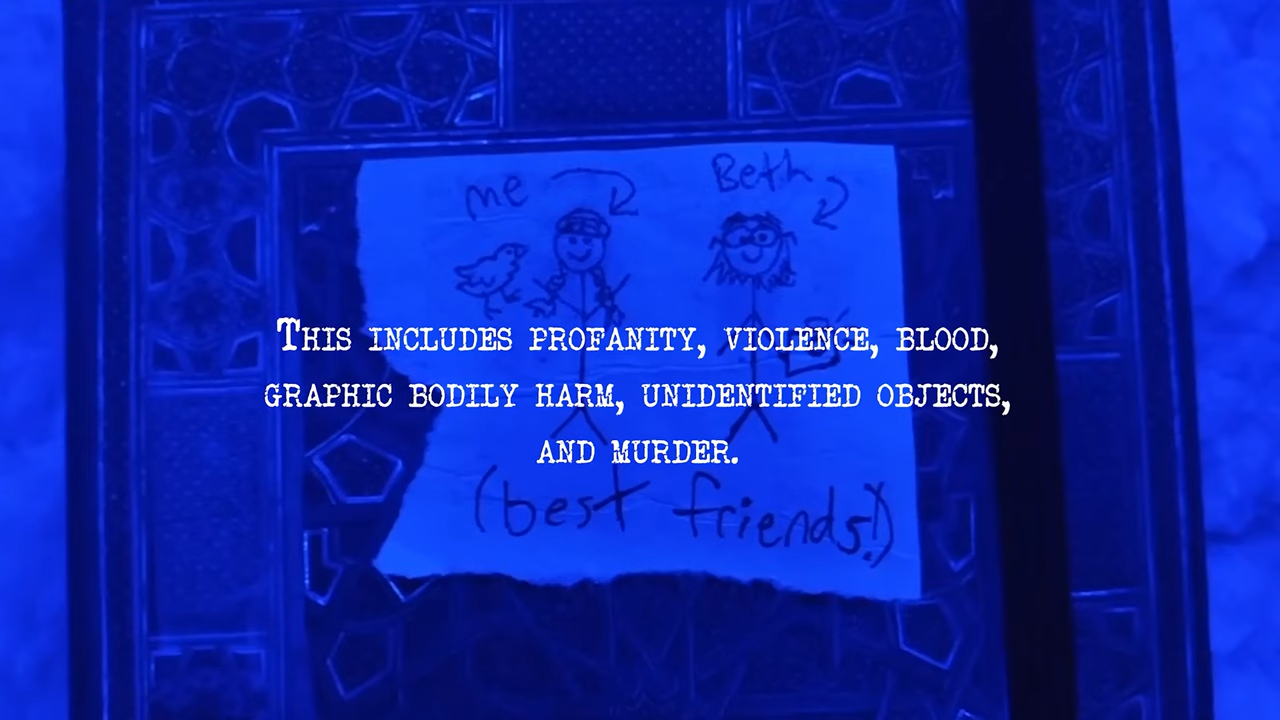 me
Beth
This includes profanity, violence, blood,
graphic bodily harm, unidentified objects,
and murder.
(best friends!)